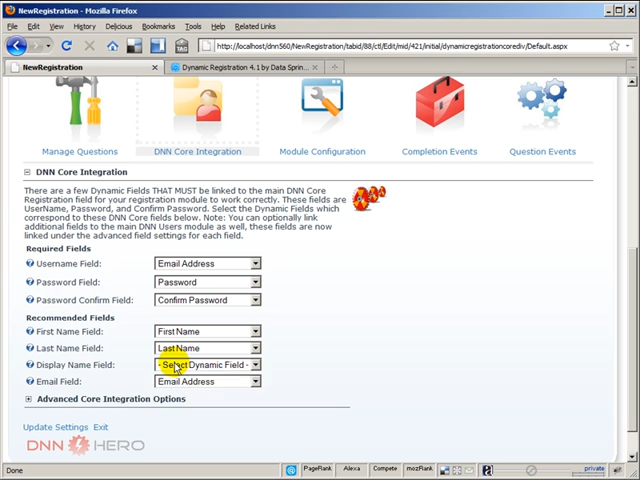 NewRegistration - Mozilla Firefox
File Edit View History Delicious Bookmarks Tools Help Related Links
http://localhost/dnn560/NewRegistration/tabid/88/ctl/Edit/mid/421/initial/dynamicregistrationcorediv/Default.aspx
NewRegistration
Dynamic Registration 4.1 by Data Sprin...
Manage Questions DNN Core Integration Module Configuration Completion Events Question Events
DNN Core Integration
There are a few Dynamic Fields THAT MUST be linked to the main DNN Core
Registration field for your registration module to work correctly. These fields are
UserName, Password, and Confirm Password. Select the Dynamic Fields which
correspond to these DNN Core fields below. Note: You can optionally link
additional fields to the main DNN Users module as well, these fields are now
linked under the advanced field settings for each field.
Required Fields
Username Field: Email Address
Password Field: Password
Password Confirm Field: Confirm Password
Recommended Fields
First Name Field: First Name
Last Name Field: Last Name
Display Name Field: - Select Dynamic Field -
Email Field: Email Address
Advanced Core Integration Options
Update Settings Exit
DNN HERO
Done PageRank Alexa Compete mozRank private